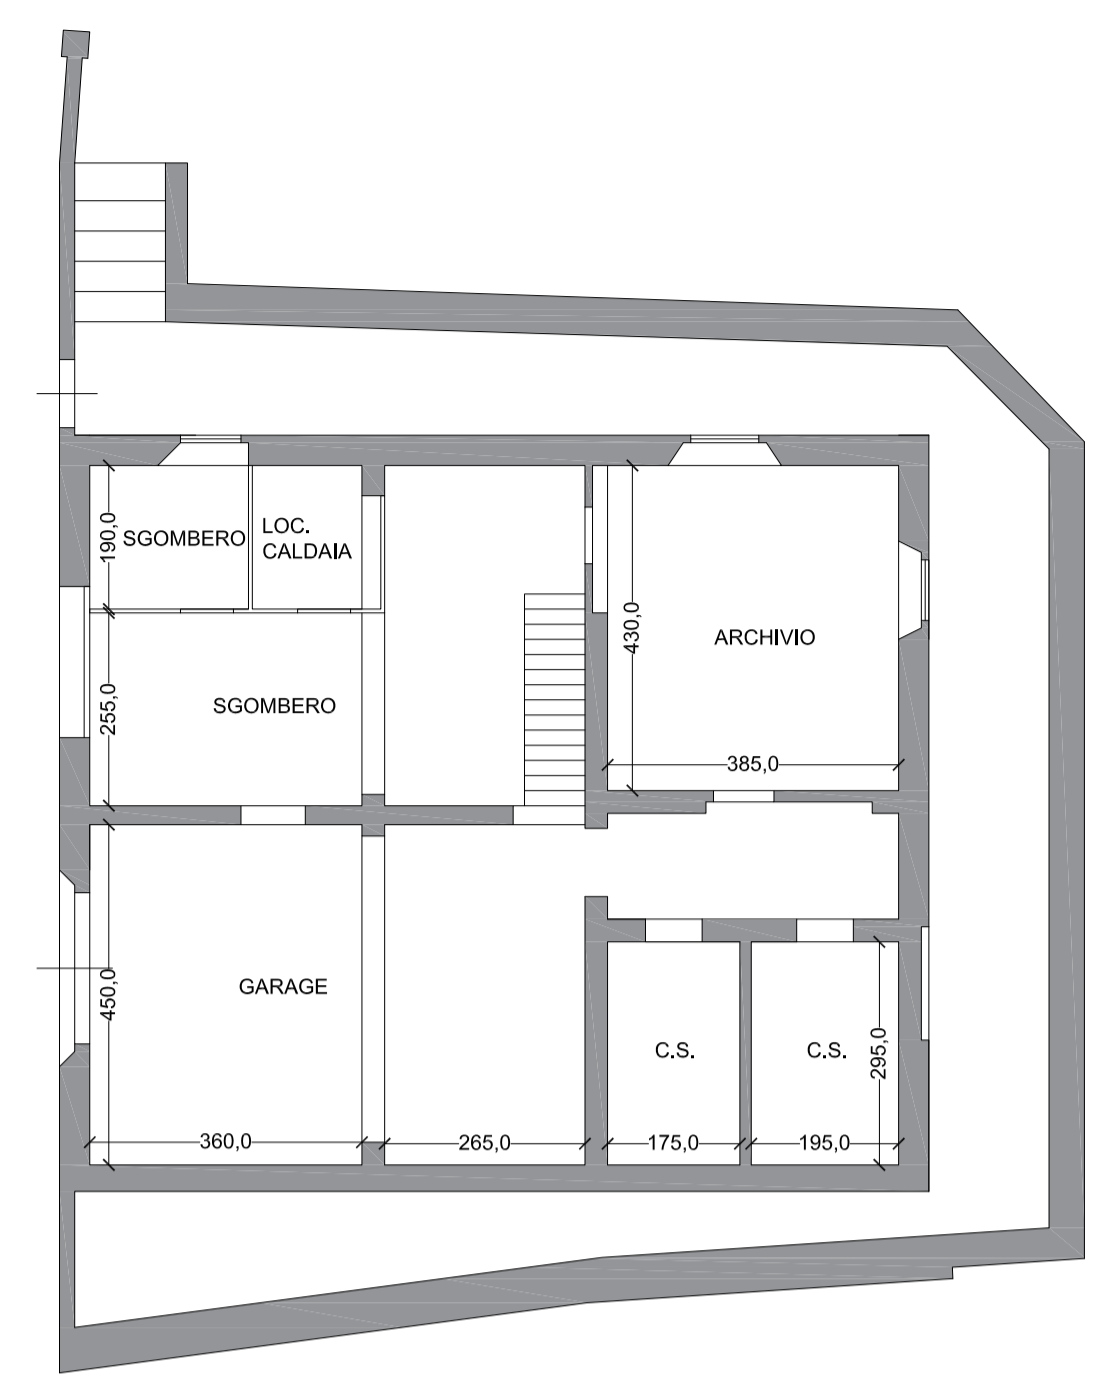 190,0
SGOMBERO
LOC.
CALDAIA
430,0
ARCHIVIO
255,0
SGOMBERO
385,0
450,0
GARAGE
C.S.
C.S.
295,0
360,0
265,0
175,0
195,0